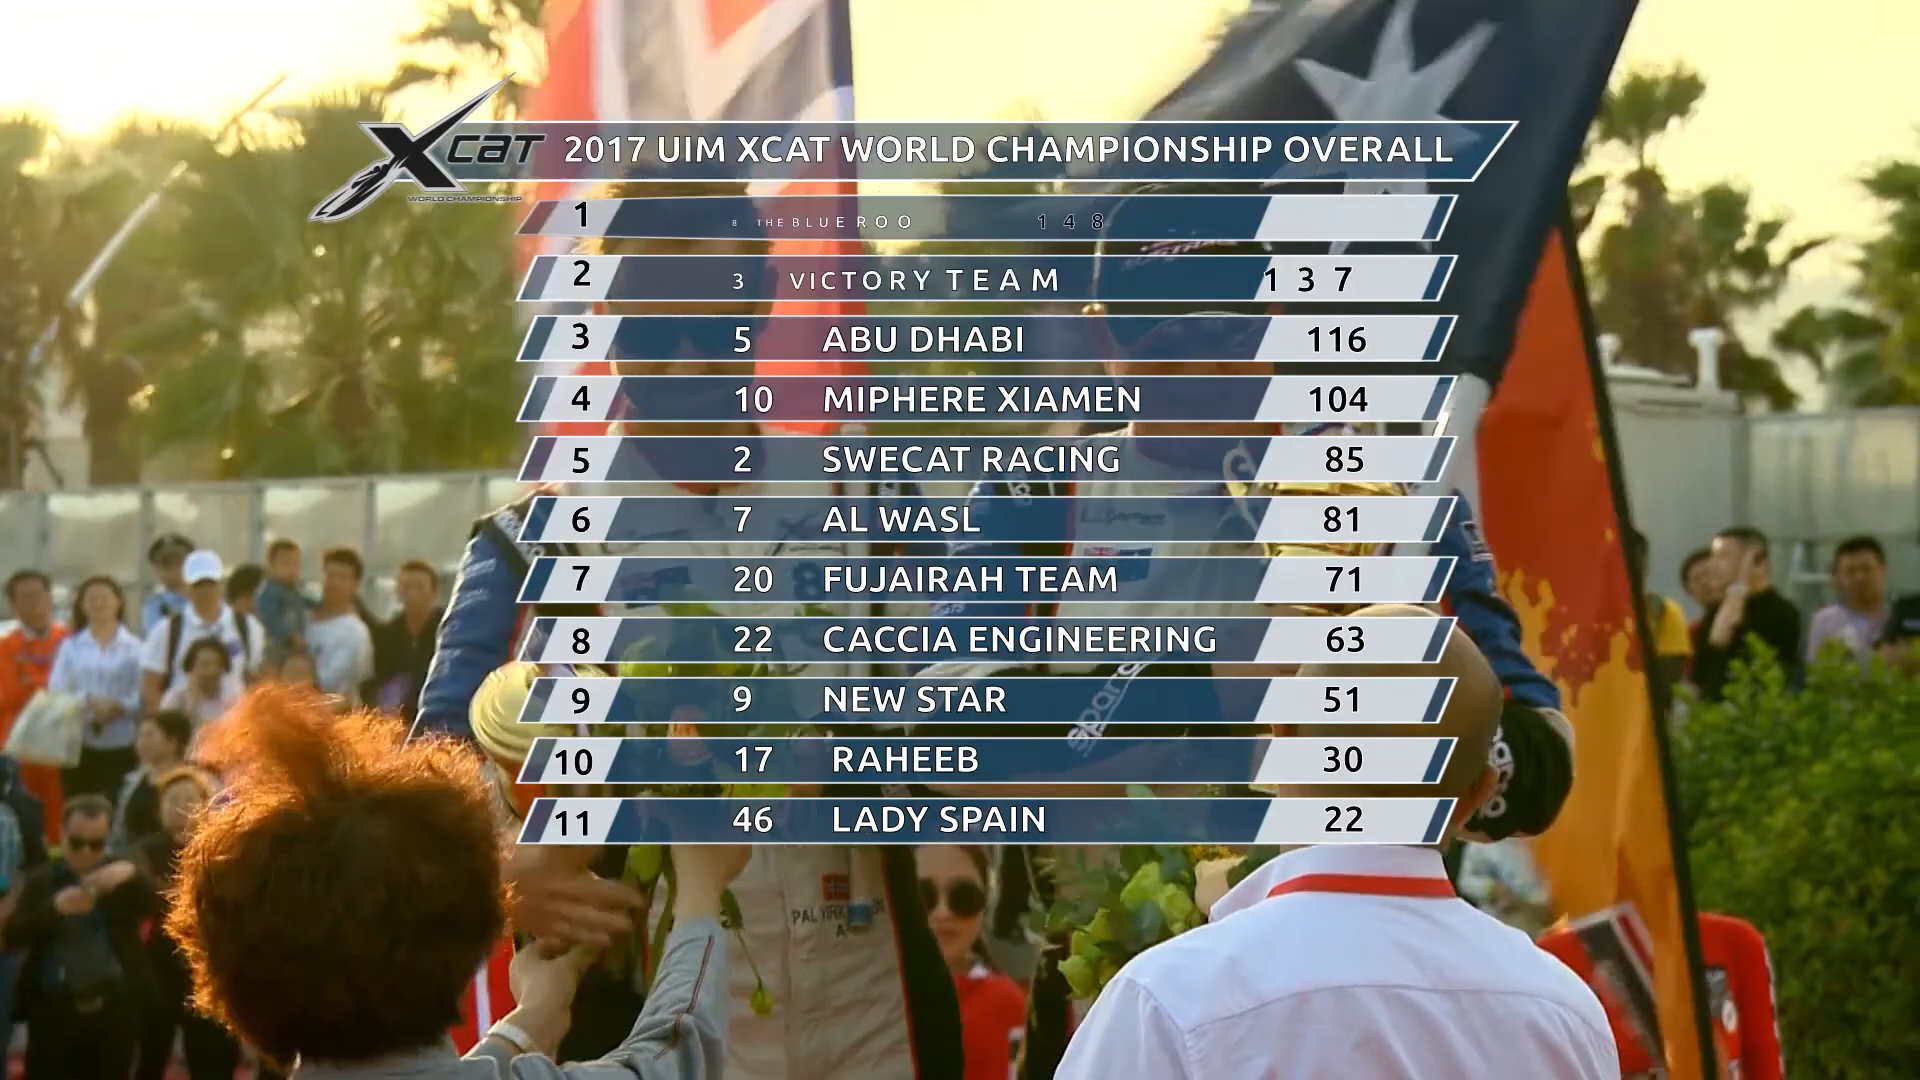 Xcat
WORLD CHAMPIONSHIP
2017 UIM XCAT WORLD CHAMPIONSHIP OVERALL
1 8 THE BLUE ROO 148
2 3 VICTORY TEAM 137
3 5 ABU DHABI 116
4 10 MIPHERE XIAMEN 104
5 2 SWECAT RACING 85
6 7 AL WASL 81
7 20 FUJAIRAH TEAM 71
8 22 CACCIA ENGINEERING 63
9 9 NEW STAR 51
10 17 RAHEEB 30
11 46 LADY SPAIN 22
sparco